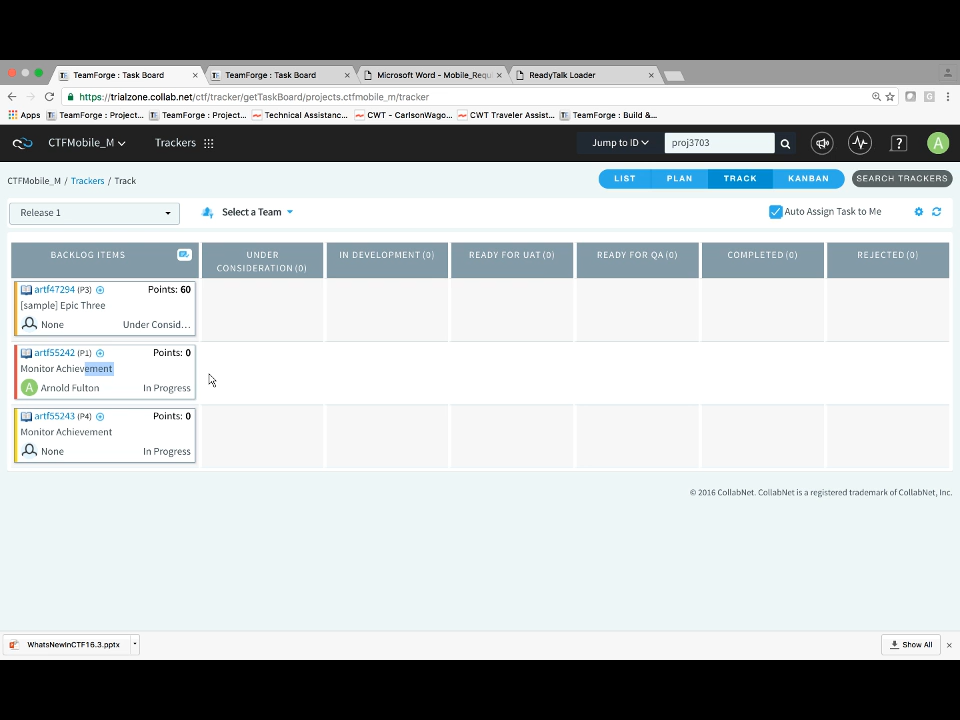 TeamForge : Task Board
TeamForge : Task Board
Microsoft Word - Mobile_Requi
ReadyTalk Loader
https://trialzone.collab.net/ctf/tracker/getTaskBoard/projects.ctfmobile_m/tracker
Apps TeamForge : Project... TeamForge : Project... Technical Assistanc... CWT - CarlsonWago... CWT Traveler Assist... TeamForge : Build &...
CTFMobile_M Trackers Jump to ID proj3703 ? A
CTFMobile_M / Trackers / Track LIST PLAN TRACK KANBAN SEARCH TRACKERS
Release 1 Select a Team Auto Assign Task to Me
BACKLOG ITEMS
UNDER CONSIDERATION (0)
IN DEVELOPMENT (0)
READY FOR UAT (0)
READY FOR QA (0)
COMPLETED (0)
REJECTED (0)
artf47294 (P3) Points: 60
[sample] Epic Three
None Under Consid...
artf55242 (P1) Points: 0
Monitor Achievement
A Arnold Fulton In Progress
artf55243 (P4) Points: 0
Monitor Achievement
None In Progress
© 2016 CollabNet. CollabNet is a registered trademark of CollabNet, Inc.
WhatsNewInCTF16.3.pptx Show All